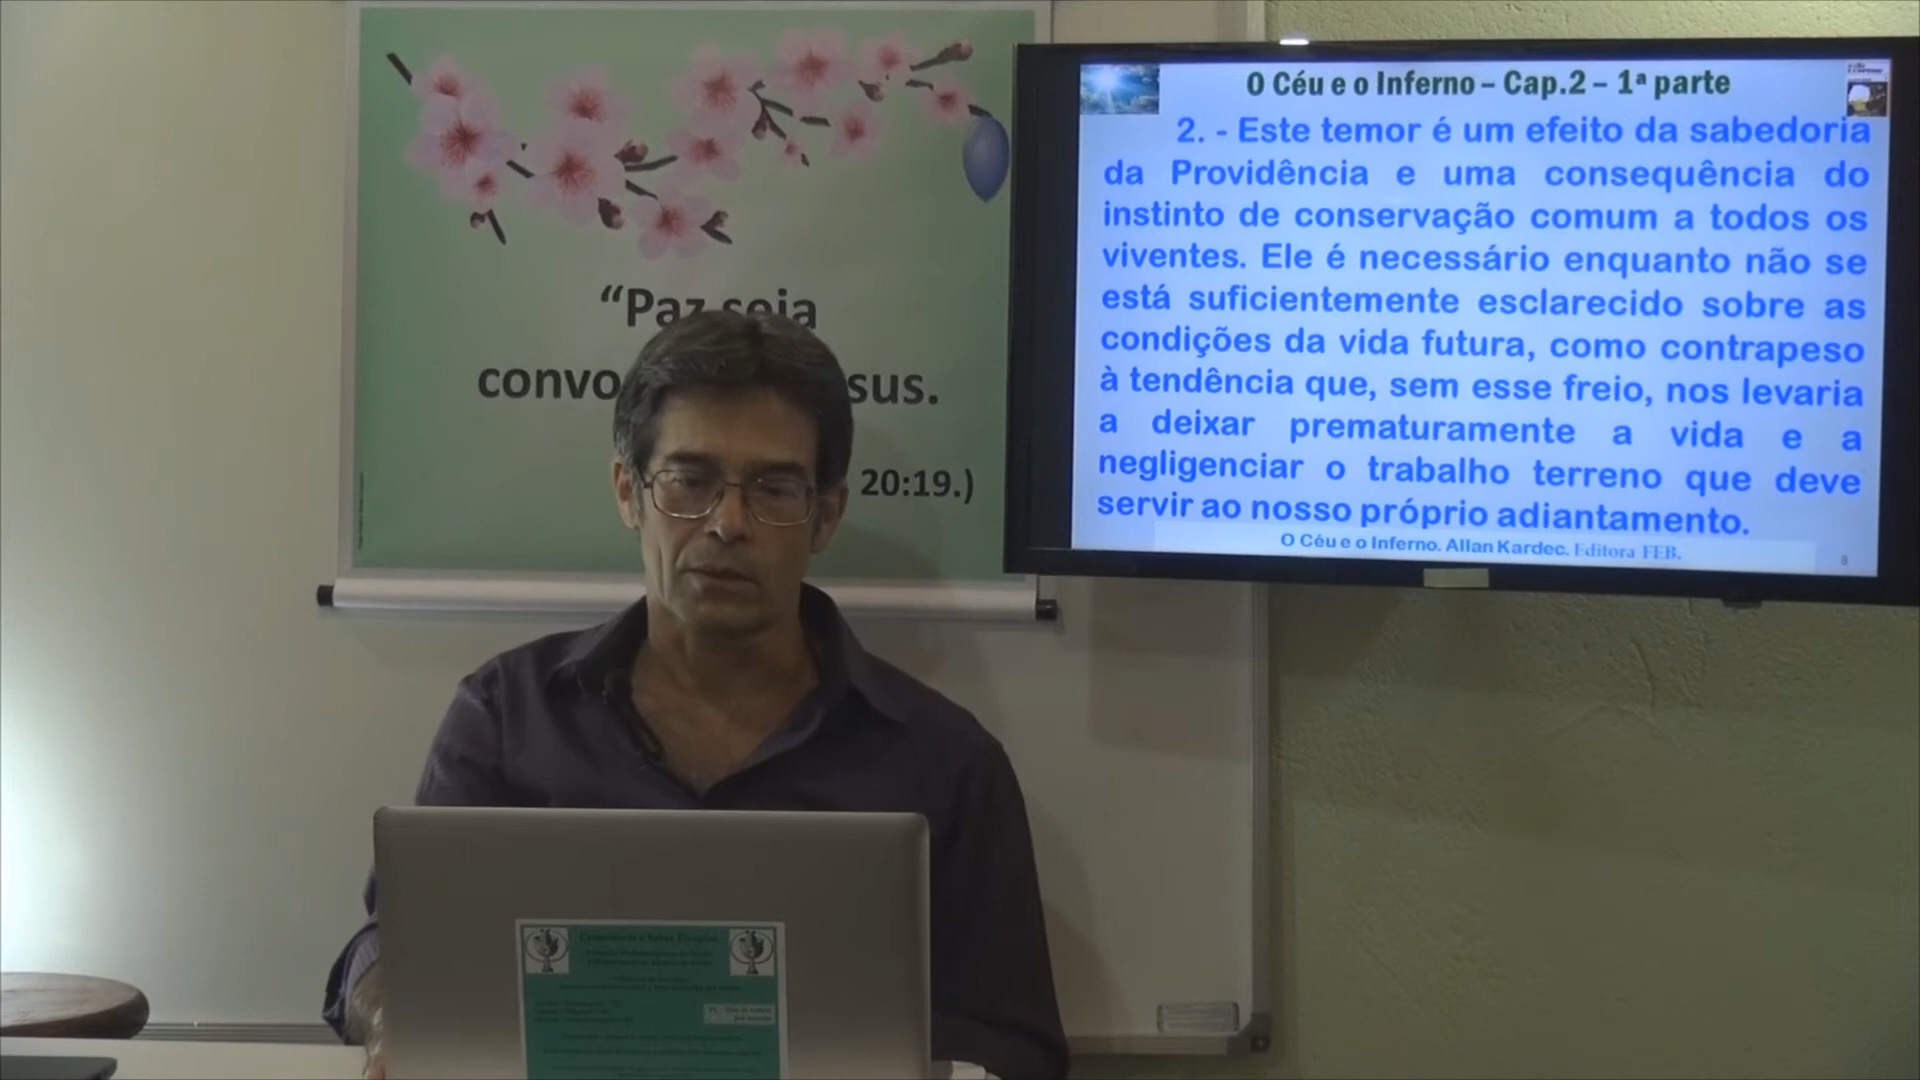 “Paz seja
convo
sus.
20:19.)
O Céu e o Inferno – Cap.2 – 1ª parte
2. - Este temor é um efeito da sabedoria
da Providência e uma consequência do
instinto de conservação comum a todos os
viventes. Ele é necessário enquanto não se
está suficientemente esclarecido sobre as
condições da vida futura, como contrapeso
à tendência que, sem esse freio, nos levaria
a deixar prematuramente a vida e a
negligenciar o trabalho terreno que deve
servir ao nosso próprio adiantamento.
O Céu e o Inferno. Allan Kardec. Editora FEB.
8